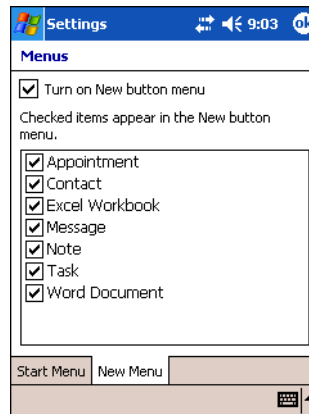 Settings 9:03 ok
Menus
Turn on New button menu
Checked items appear in the New button
menu.
Appointment
Contact
Excel Workbook
Message
Note
Task
Word Document
Start Menu New Menu